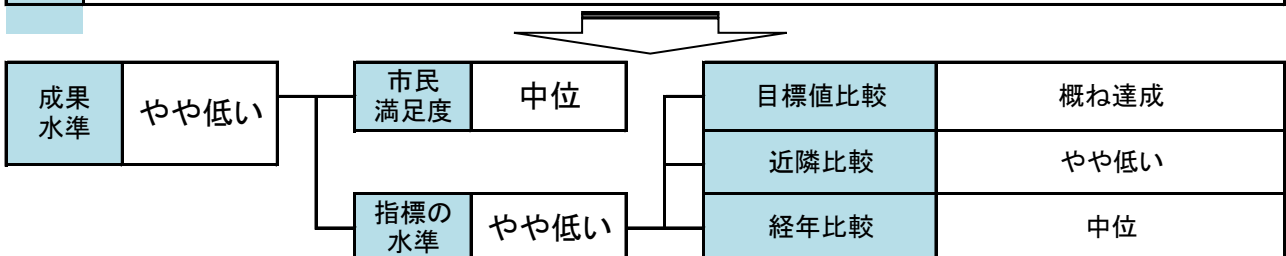 成果
水準
やや低い
市民
満足度
中位
指標の
水準
やや低い
目標値比較
概ね達成
近隣比較
やや低い
経年比較
中位